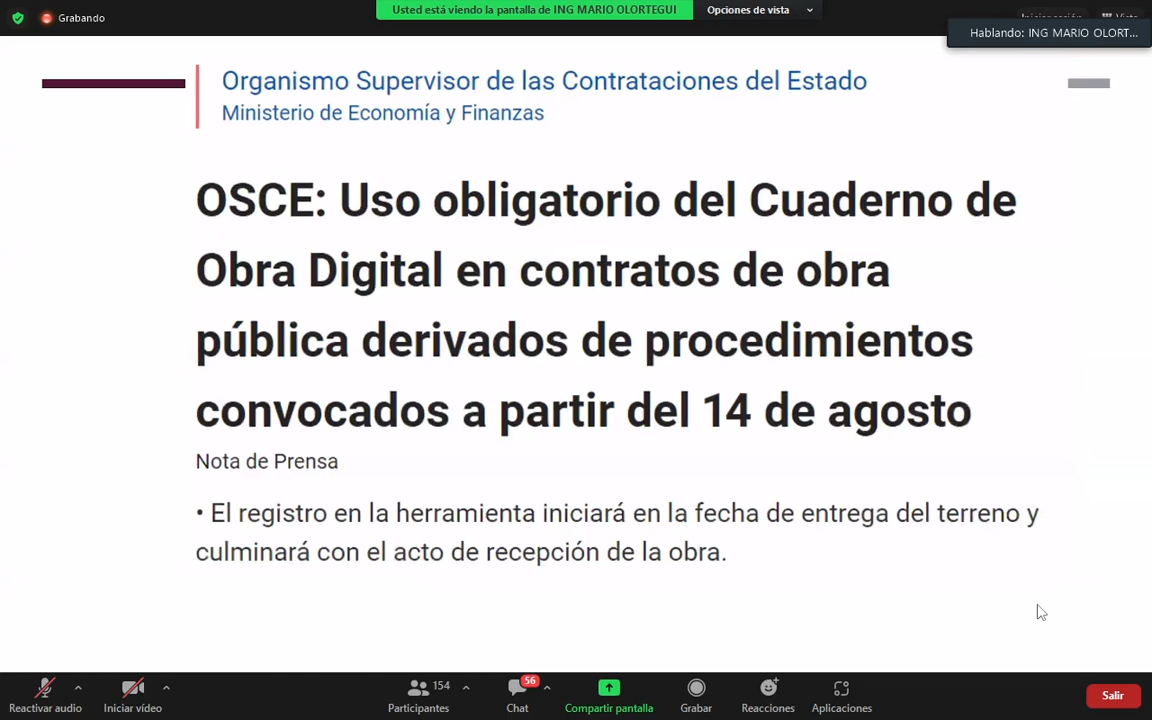 Grabando
Usted está viendo la pantalla de ING MARIO OLORTEGUI
Opciones de vista
Iniciar sesión
Vista
Hablando: ING MARIO OLORT...
Organismo Supervisor de las Contrataciones del Estado
Ministerio de Economía y Finanzas
OSCE: Uso obligatorio del Cuaderno de
Obra Digital en contratos de obra
pública derivados de procedimientos
convocados a partir del 14 de agosto
Nota de Prensa
• El registro en la herramienta iniciará en la fecha de entrega del terreno y
culminará con el acto de recepción de la obra.
Reactivar audio
Iniciar vídeo
154
Participantes
56
Chat
Compartir pantalla
Grabar
Reacciones
Aplicaciones
Salir